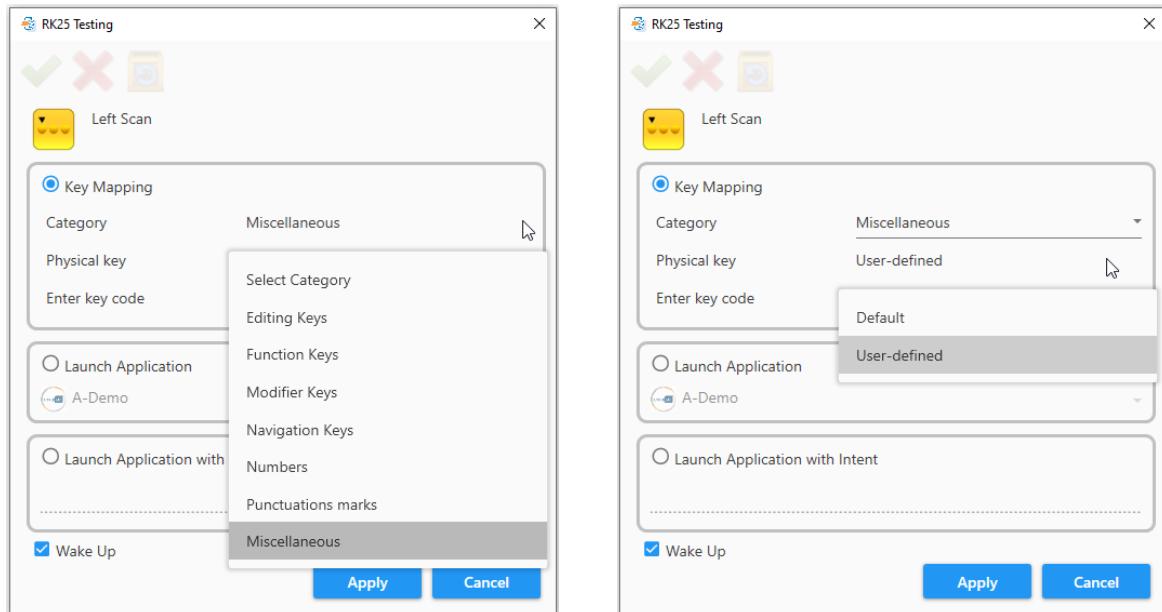 RK25 Testing
Left Scan
Key Mapping
Category Miscellaneous
Physical key
Enter key code
Select Category
Editing Keys
Function Keys
Modifier Keys
Navigation Keys
Numbers
Punctuations marks
Miscellaneous
Launch Application
A-Demo
Launch Application with
Wake Up
Apply Cancel
RK25 Testing
Left Scan
Key Mapping
Category Miscellaneous
Physical key User-defined
Enter key code
Default
User-defined
Launch Application
A-Demo
Launch Application with Intent
Wake Up
Apply Cancel